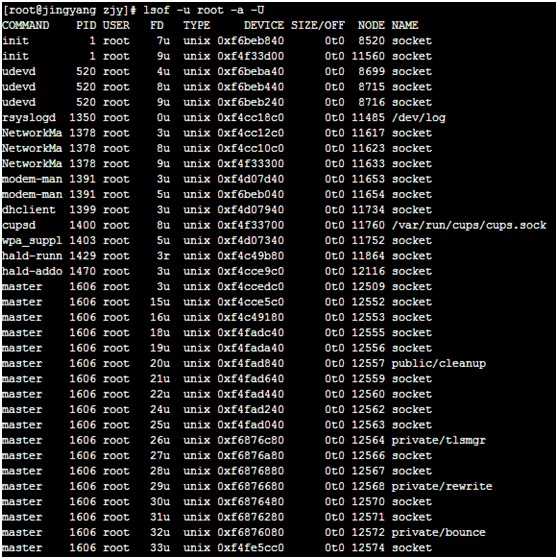 [root@jingyang zjy]# lsof -u root -a -U
COMMAND PID USER FD TYPE DEVICE SIZE/OFF NODE NAME
init 1 root 7u unix 0xf6beb840 0t0 8520 socket
init 1 root 9u unix 0xf4f33d00 0t0 11560 socket
udevd 520 root 4u unix 0xf6beba40 0t0 8699 socket
udevd 520 root 8u unix 0xf6beb440 0t0 8715 socket
udevd 520 root 9u unix 0xf6beb240 0t0 8716 socket
rsyslogd 1350 root 0u unix 0xf4cc18c0 0t0 11485 /dev/log
NetworkMa 1378 root 3u unix 0xf4cc12c0 0t0 11617 socket
NetworkMa 1378 root 8u unix 0xf4cc10c0 0t0 11623 socket
NetworkMa 1378 root 9u unix 0xf4f33300 0t0 11633 socket
modem-man 1391 root 3u unix 0xf4d07d40 0t0 11653 socket
modem-man 1391 root 5u unix 0xf6beb040 0t0 11654 socket
dhclient 1399 root 3u unix 0xf4d07940 0t0 11734 socket
cupsd 1400 root 8u unix 0xf4f33700 0t0 11760 /var/run/cups/cups.sock
wpa_suppl 1403 root 5u unix 0xf4d07340 0t0 11752 socket
hald-runn 1429 root 3r unix 0xf4c49b80 0t0 11864 socket
hald-addo 1470 root 3u unix 0xf4cce9c0 0t0 12116 socket
master 1606 root 3u unix 0xf4ccedc0 0t0 12509 socket
master 1606 root 15u unix 0xf4cce5c0 0t0 12552 socket
master 1606 root 16u unix 0xf4c49180 0t0 12553 socket
master 1606 root 18u unix 0xf4fadc40 0t0 12555 socket
master 1606 root 19u unix 0xf4fada40 0t0 12556 socket
master 1606 root 20u unix 0xf4fad840 0t0 12557 public/cleanup
master 1606 root 21u unix 0xf4fad640 0t0 12559 socket
master 1606 root 22u unix 0xf4fad440 0t0 12560 socket
master 1606 root 24u unix 0xf4fad240 0t0 12562 socket
master 1606 root 25u unix 0xf4fad040 0t0 12563 socket
master 1606 root 26u unix 0xf6876c80 0t0 12564 private/tlsmgr
master 1606 root 27u unix 0xf6876a80 0t0 12566 socket
master 1606 root 28u unix 0xf6876880 0t0 12567 socket
master 1606 root 29u unix 0xf6876680 0t0 12568 private/rewrite
master 1606 root 30u unix 0xf6876480 0t0 12570 socket
master 1606 root 31u unix 0xf6876280 0t0 12571 socket
master 1606 root 32u unix 0xf6876080 0t0 12572 private/bounce
master 1606 root 33u unix 0xf4fe5cc0 0t0 12574 socket